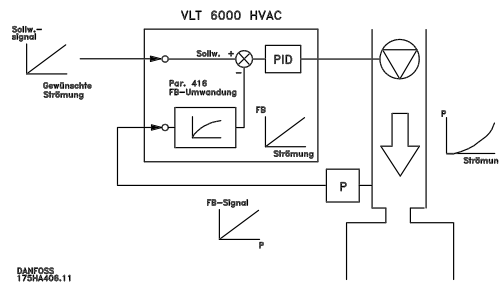 VLT 6000 HVAC
Sollw.-
signal
Gewünschte
Strömung
Sollw.
+
−
PID
Par. 416
FB-Umwandung
FB
Strömung
P
Strömun
P
FB-Signal
P
DANFOSS
175HA406.11